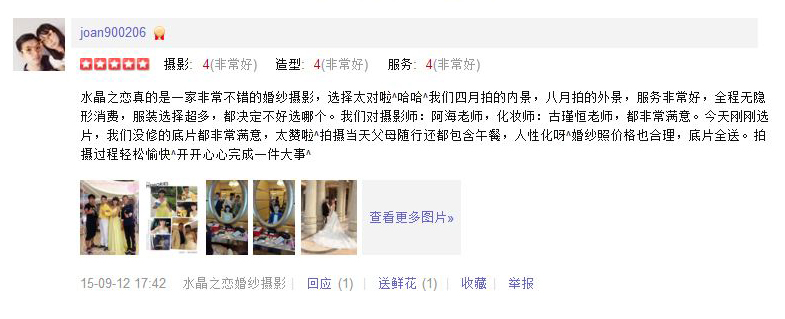 joan900206
摄影: 4(非常好) 造型: 4(非常好) 服务: 4(非常好)
水晶之恋真的是一家非常不错的婚纱摄影，选择太对啦^哈哈^我们四月拍的内景，八月拍的外景，服务非常好，全程无隐
形消费，服装选择超多，都决定不好选哪个。我们对摄影师：阿海老师，化妆师：古瑾恒老师，都非常满意。今天刚刚选
片，我们没修的底片都非常满意，太赞啦^拍摄当天父母随行还都包含午餐，人性化呀^婚纱照价格也合理，底片全送。拍
摄过程轻松愉快^开开心心完成一件大事^
查看更多图片»
15-09-12 17:42 水晶之恋婚纱摄影 | 回应 (1) | 送鲜花 (1) | 收藏 | 举报